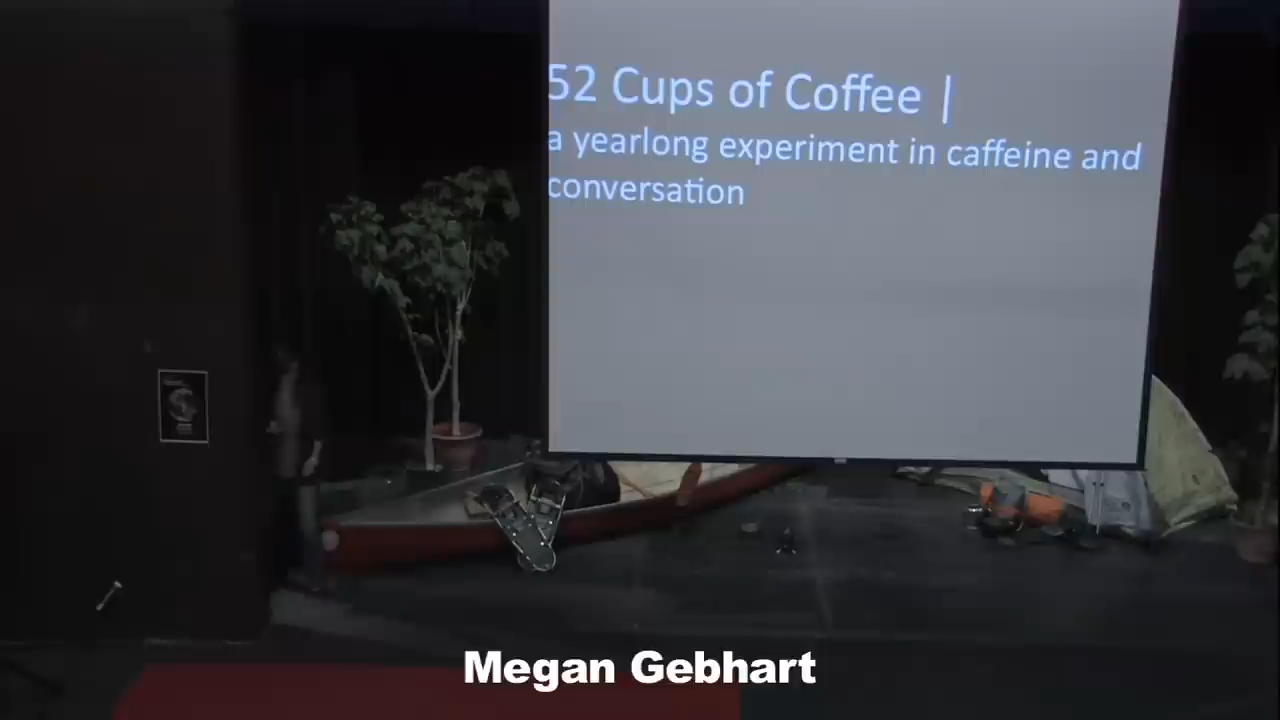 52 Cups of Coffee |
a yearlong experiment in caffeine and
conversation
Megan Gebhart